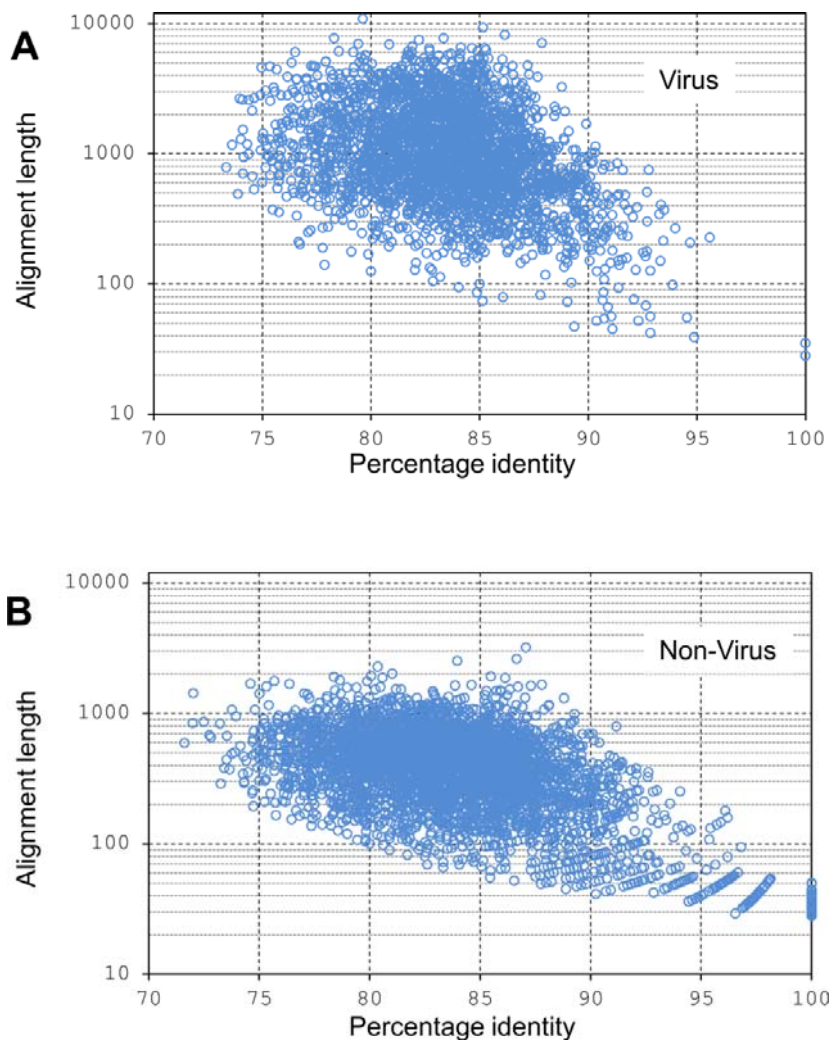 A
10000
Virus
Alignment length
1000
100
10
70 75 80 85 90 95 100
Percentage identity
B
10000
Non-Virus
Alignment length
1000
100
10
70 75 80 85 90 95 100
Percentage identity